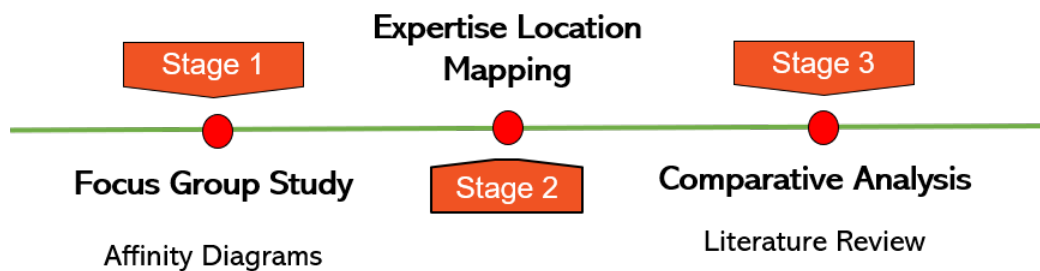 Stage 1
Focus Group Study
Affinity Diagrams
Expertise Location
Mapping
Stage 2
Stage 3
Comparative Analysis
Literature Review